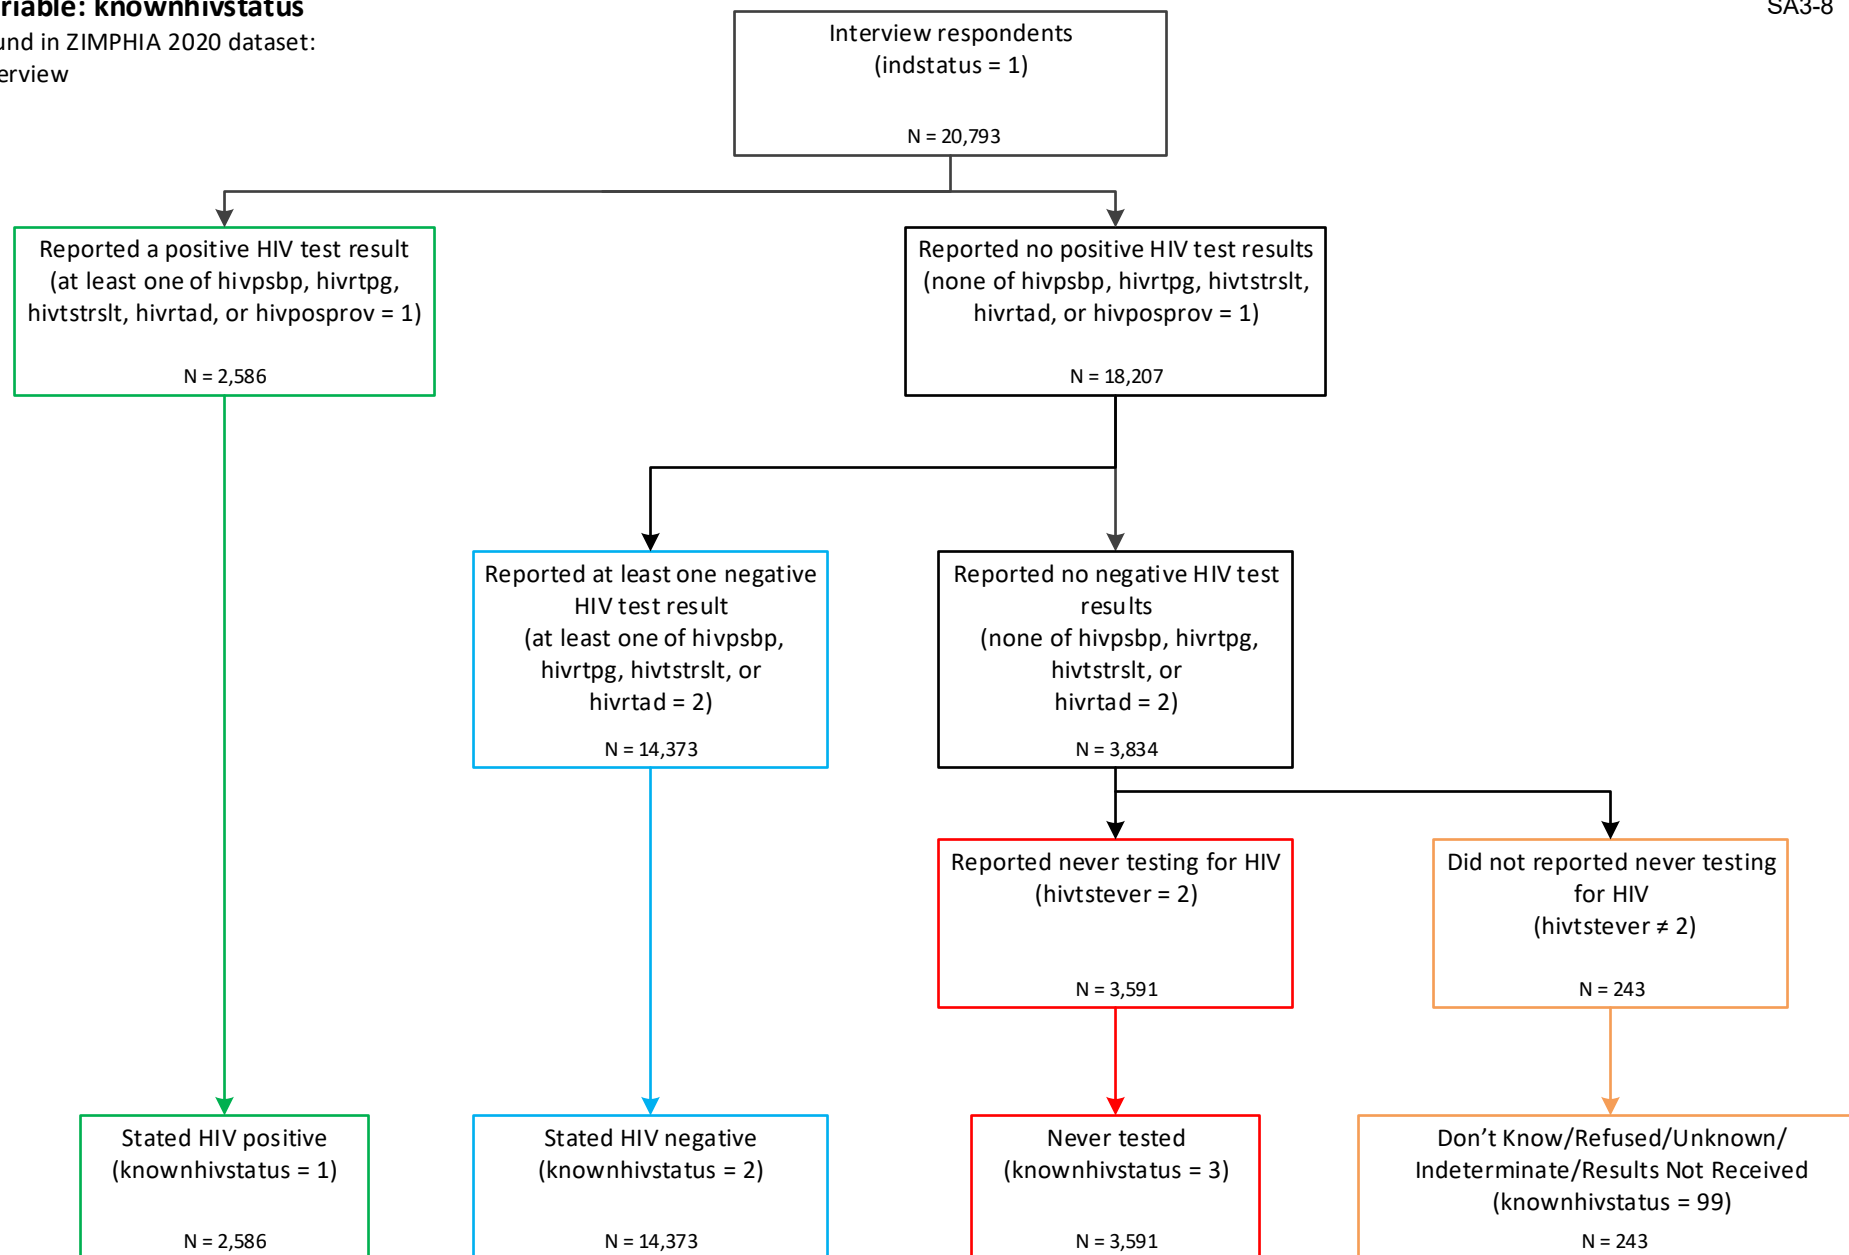 riable: knownhivstatus
und in ZIMPHIA 2020 dataset:
erview
SA3-8
Interview respondents
(indstatus = 1)
N = 20,793
Reported a positive HIV test result
(at least one of hivpsbp, hivrtpg,
hivtstrslt, hivrtad, or hivposprov = 1)
N = 2,586
Reported no positive HIV test results
(none of hivpsbp, hivrtpg, hivtstrslt,
hivrtad, or hivposprov = 1)
N = 18,207
Reported at least one negative
HIV test result
(at least one of hivpsbp,
hivrtpg, hivtstrslt, or
hivrtad = 2)
N = 14,373
Reported no negative HIV test
results
(none of hivpsbp, hivrtpg,
hivtstrslt, or
hivrtad = 2)
N = 3,834
Reported never testing for HIV
(hivtstever = 2)
N = 3,591
Did not reported never testing
for HIV
(hivtstever ≠ 2)
N = 243
Stated HIV positive
(knownhivstatus = 1)
N = 2,586
Stated HIV negative
(knownhivstatus = 2)
N = 14,373
Never tested
(knownhivstatus = 3)
N = 3,591
Don’t Know/Refused/Unknown/
Indeterminate/Results Not Received
(knownhivstatus = 99)
N = 243